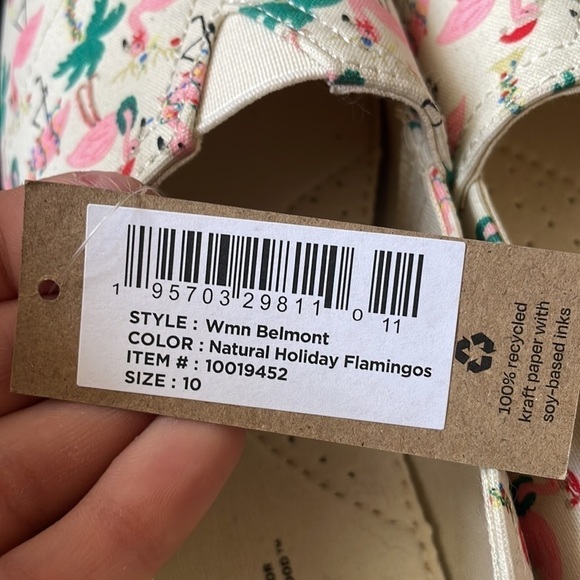 1 95703 29811 0 11
STYLE : Wmn Belmont
COLOR : Natural Holiday Flamingos
ITEM # : 10019452
SIZE : 10
100% recycled
kraft paper with
soy-based inks